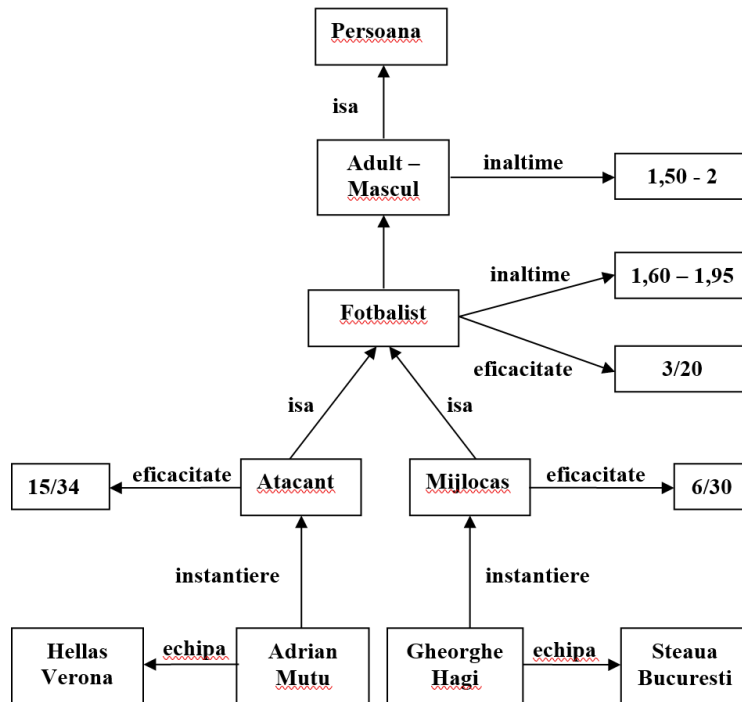 Persoana
isa
Adult –
Mascul
inaltime
1,50 - 2
inaltime
1,60 – 1,95
Fotbalist
eficacitate
3/20
isa
isa
15/34
eficacitate
Atacant
Mijlocas
eficacitate
6/30
instantiere
instantiere
Hellas
Verona
echipa
Adrian
Mutu
Gheorghe
Hagi
echipa
Steaua
Bucuresti